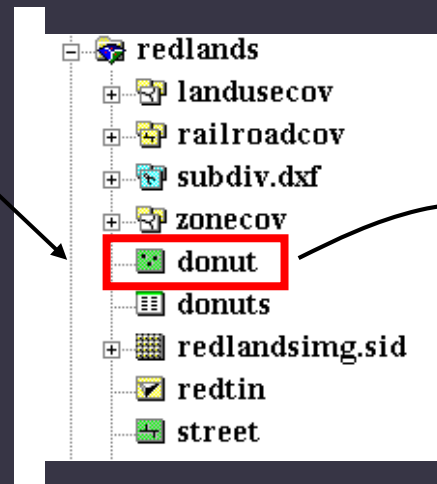 redlands
landusecov
railroadcov
subdiv.dxf
zonecov
donut
donuts
redlandsimg.sid
redtin
street